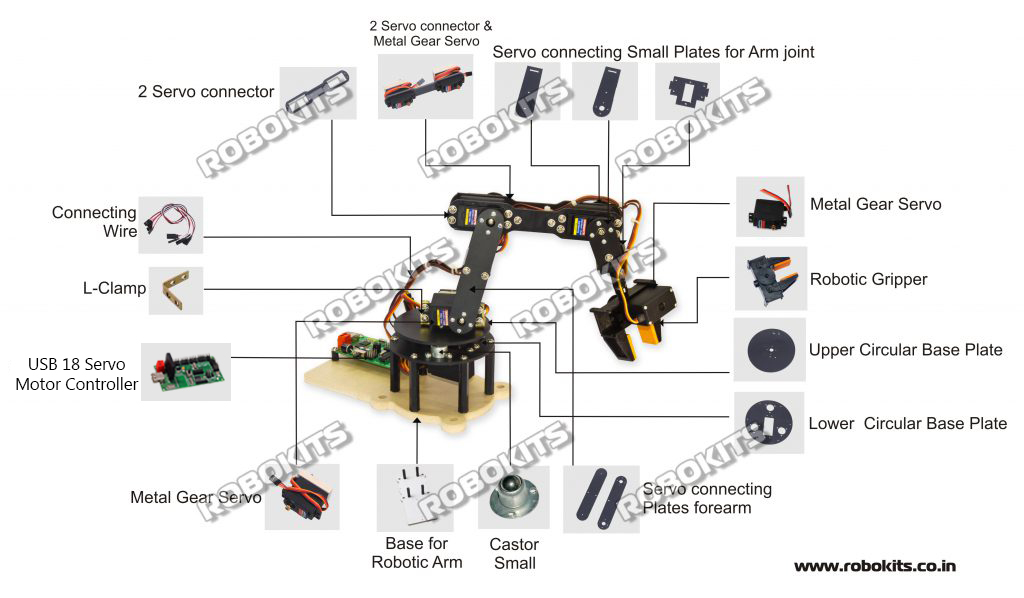 2 Servo connector &
Metal Gear Servo
Servo connecting Small Plates for Arm joint
2 Servo connector
ROBOKITS
ROBOKITS
ROBOKITS
Connecting
Wire
Metal Gear Servo
L-Clamp
Robotic Gripper
ROBOKITS
ROBOKITS
USB 18 Servo
Motor Controller
Upper Circular Base Plate
Lower  Circular Base Plate
ROBOKITS
ROBOKITS
ROBOKITS
Metal Gear Servo
Servo connecting
Plates forearm
Base for
Robotic Arm
Castor
Small
www.robokits.co.in